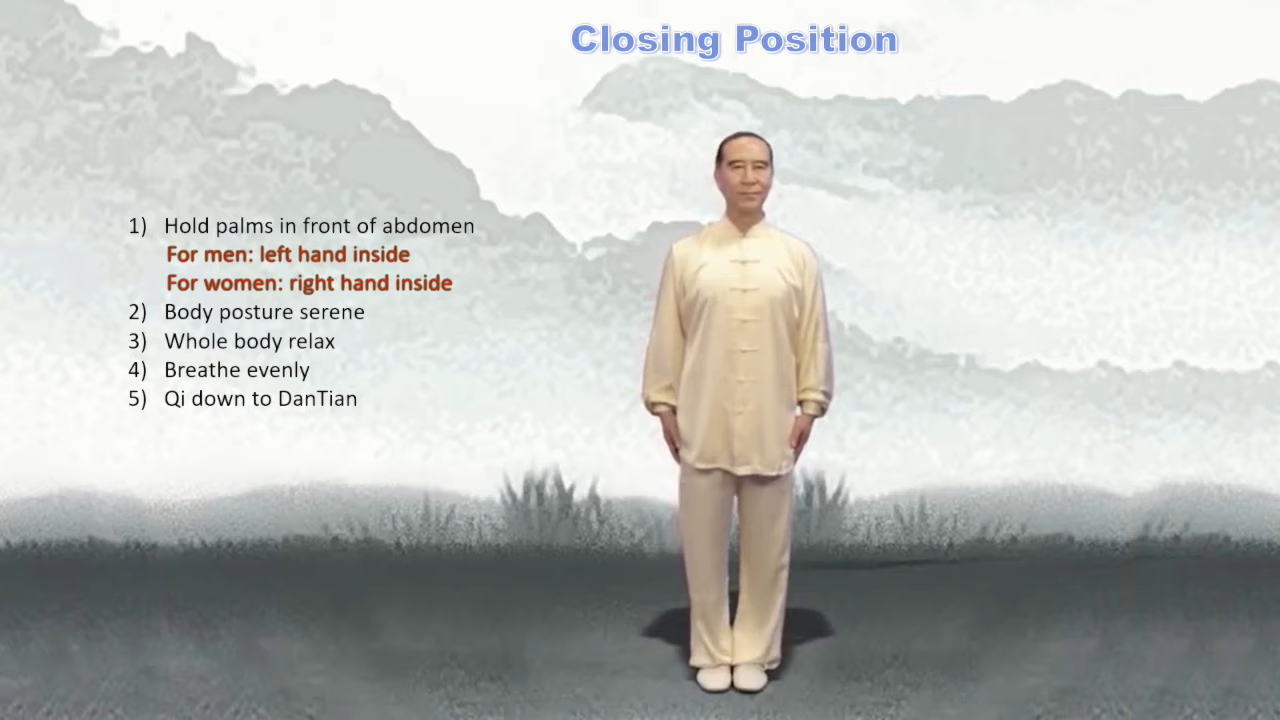 Closing Position
1) Hold palms in front of abdomen
For men: left hand inside
For women: right hand inside
2) Body posture serene
3) Whole body relax
4) Breathe evenly
5) Qi down to DanTian